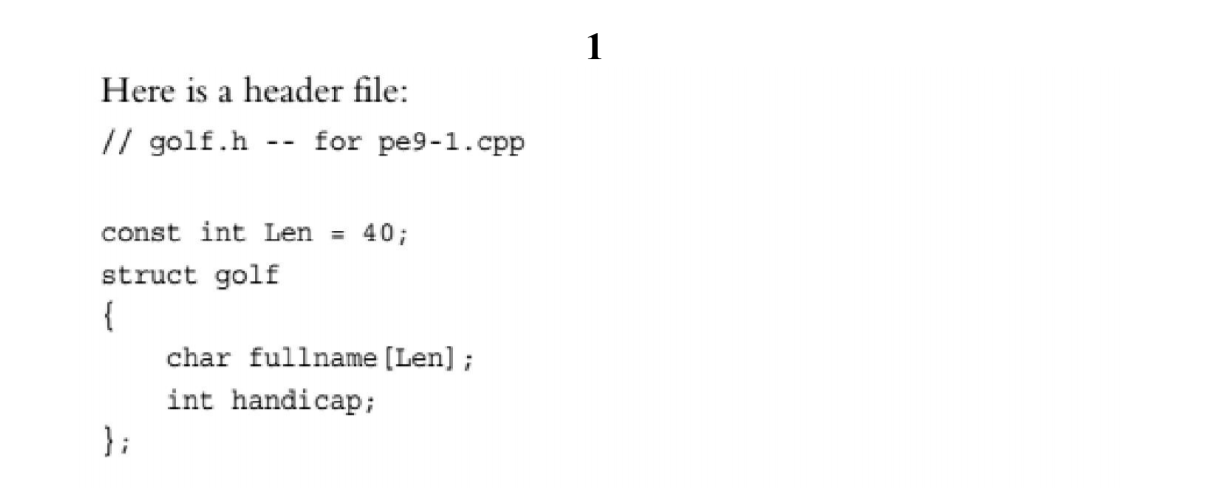 1
Here is a header file:
// golf.h -- for pe9-1.cpp
const int Len = 40;
struct golf
{
    char fullname[Len];
    int handicap;
};